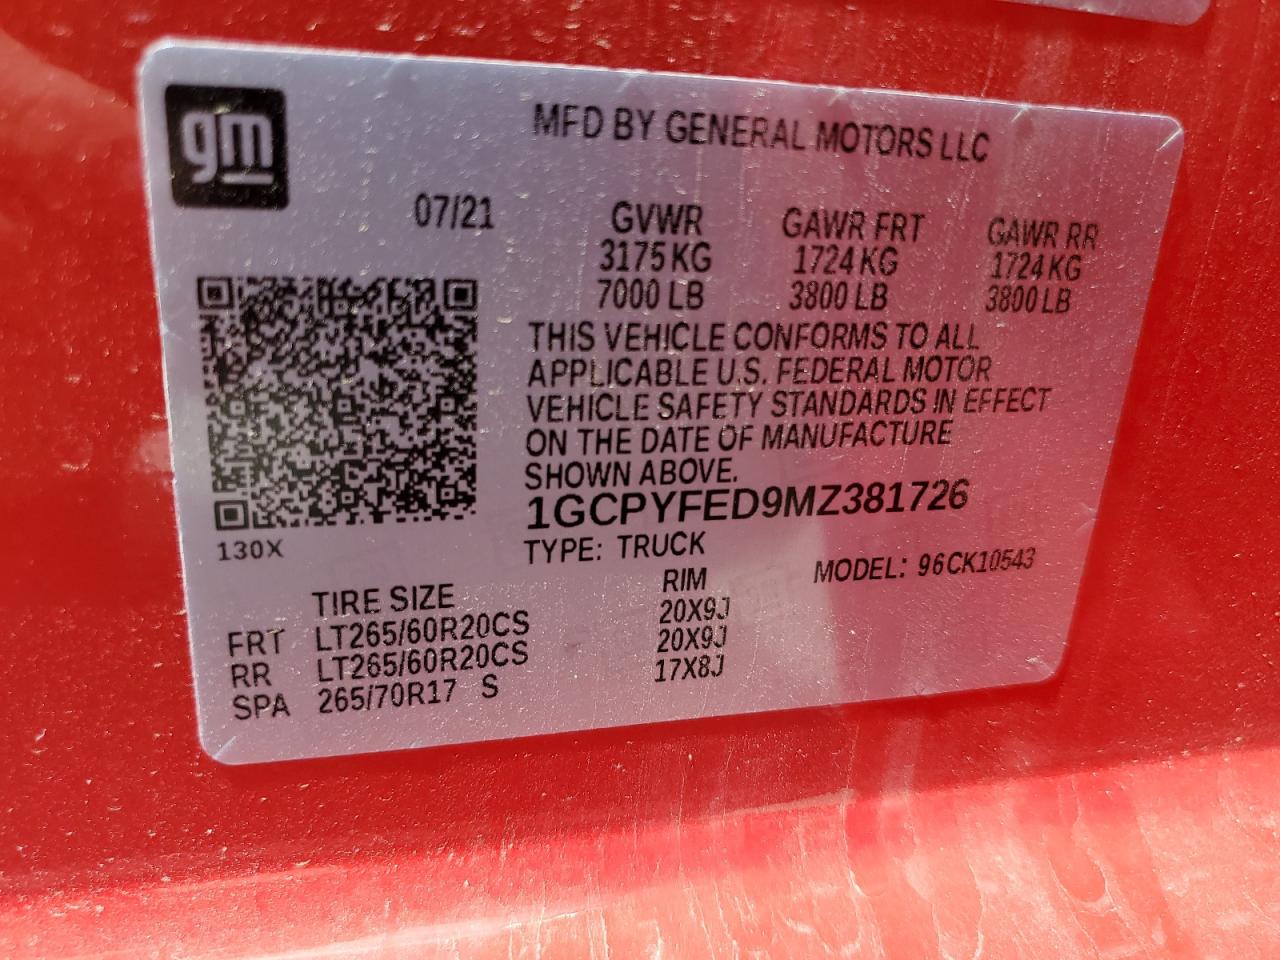 gm
MFD BY GENERAL MOTORS LLC
07/21
GVWR GAWR FRT GAWR RR
3175 KG 1724 KG 1724 KG
7000 LB 3800 LB 3800 LB
THIS VEHICLE CONFORMS TO ALL
APPLICABLE U.S. FEDERAL MOTOR
VEHICLE SAFETY STANDARDS IN EFFECT
ON THE DATE OF MANUFACTURE
SHOWN ABOVE.
1GCPYFED9MZ381726
130X
TYPE: TRUCK MODEL: 96CK10543
TIRE SIZE RIM
FRT LT265/60R20CS 20X9J
RR LT265/60R20CS 20X9J
SPA 265/70R17 S 17X8J